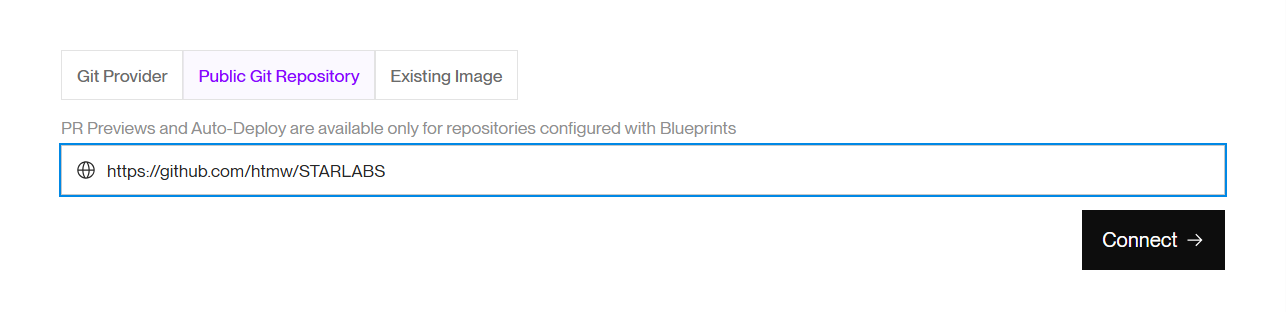 Git Provider
Public Git Repository
Existing Image
PR Previews and Auto-Deploy are available only for repositories configured with Blueprints
https://github.com/htmw/STARLABS
Connect →